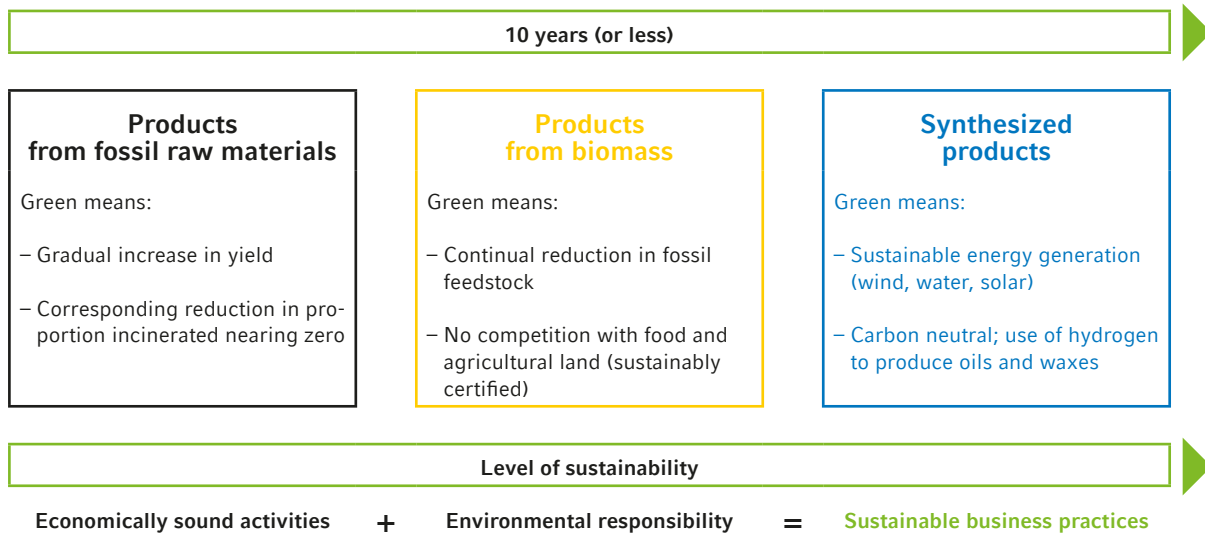 10 years (or less)
Products
from fossil raw materials
Green means:
– Gradual increase in yield
– Corresponding reduction in pro-
portion incinerated nearing zero
Products
from biomass
Green means:
– Continual reduction in fossil
feedstock
– No competition with food and
agricultural land (sustainably
certified)
Synthesized
products
Green means:
– Sustainable energy generation
(wind, water, solar)
– Carbon neutral; use of hydrogen
to produce oils and waxes
Level of sustainability
Economically sound activities + Environmental responsibility = Sustainable business practices